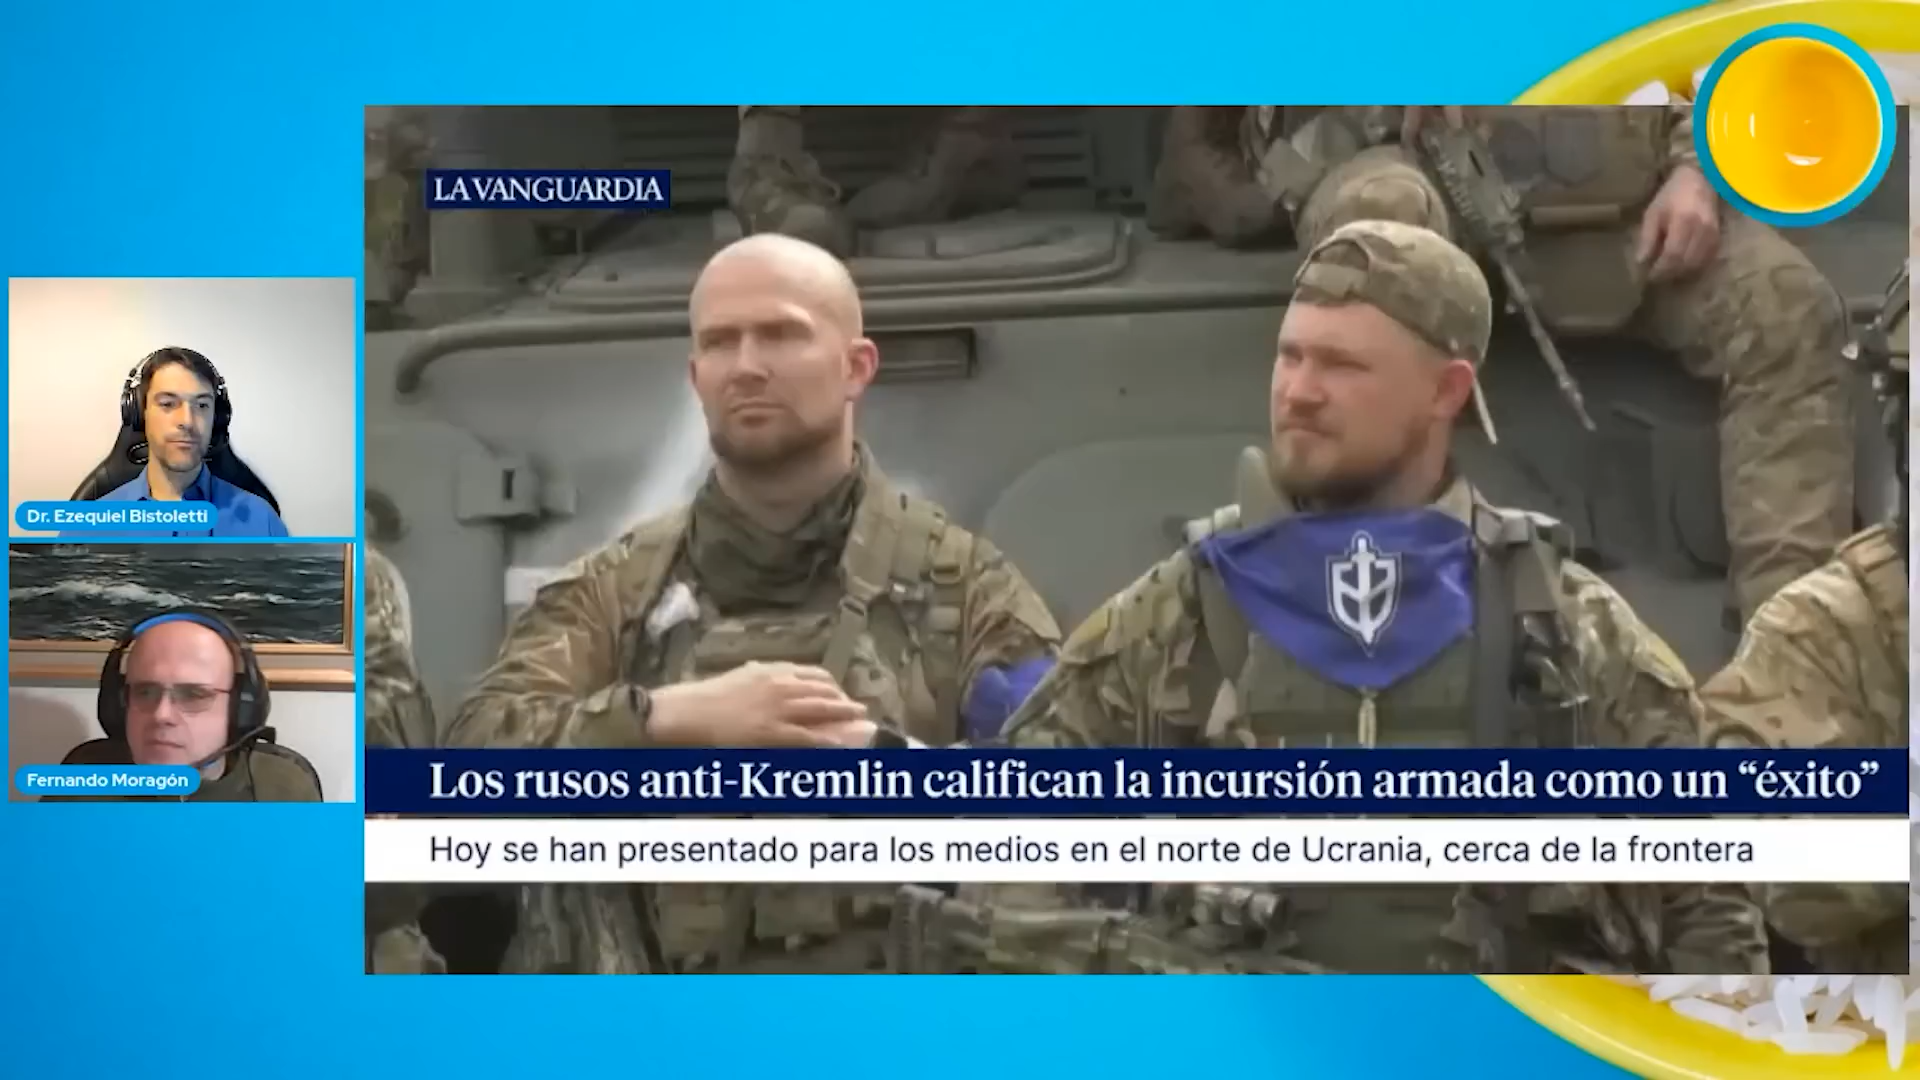 LA VANGUARDIA
Dr. Ezequiel Bistoletti
Fernando Moragón
Los rusos anti-Kremlin califican la incursión armada como un “éxito”
Hoy se han presentado para los medios en el norte de Ucrania, cerca de la frontera